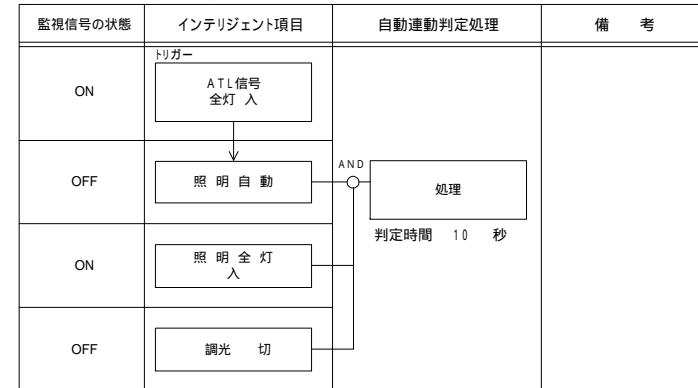 監視信号の状態 インテリジェント項目 自動連動判定処理 備 考
トリガー
ON
ATL信号
全灯 入
OFF
照 明 自 動
AND
処理
判定時間 10 秒
ON
照 明 全 灯
入
OFF
調光 切